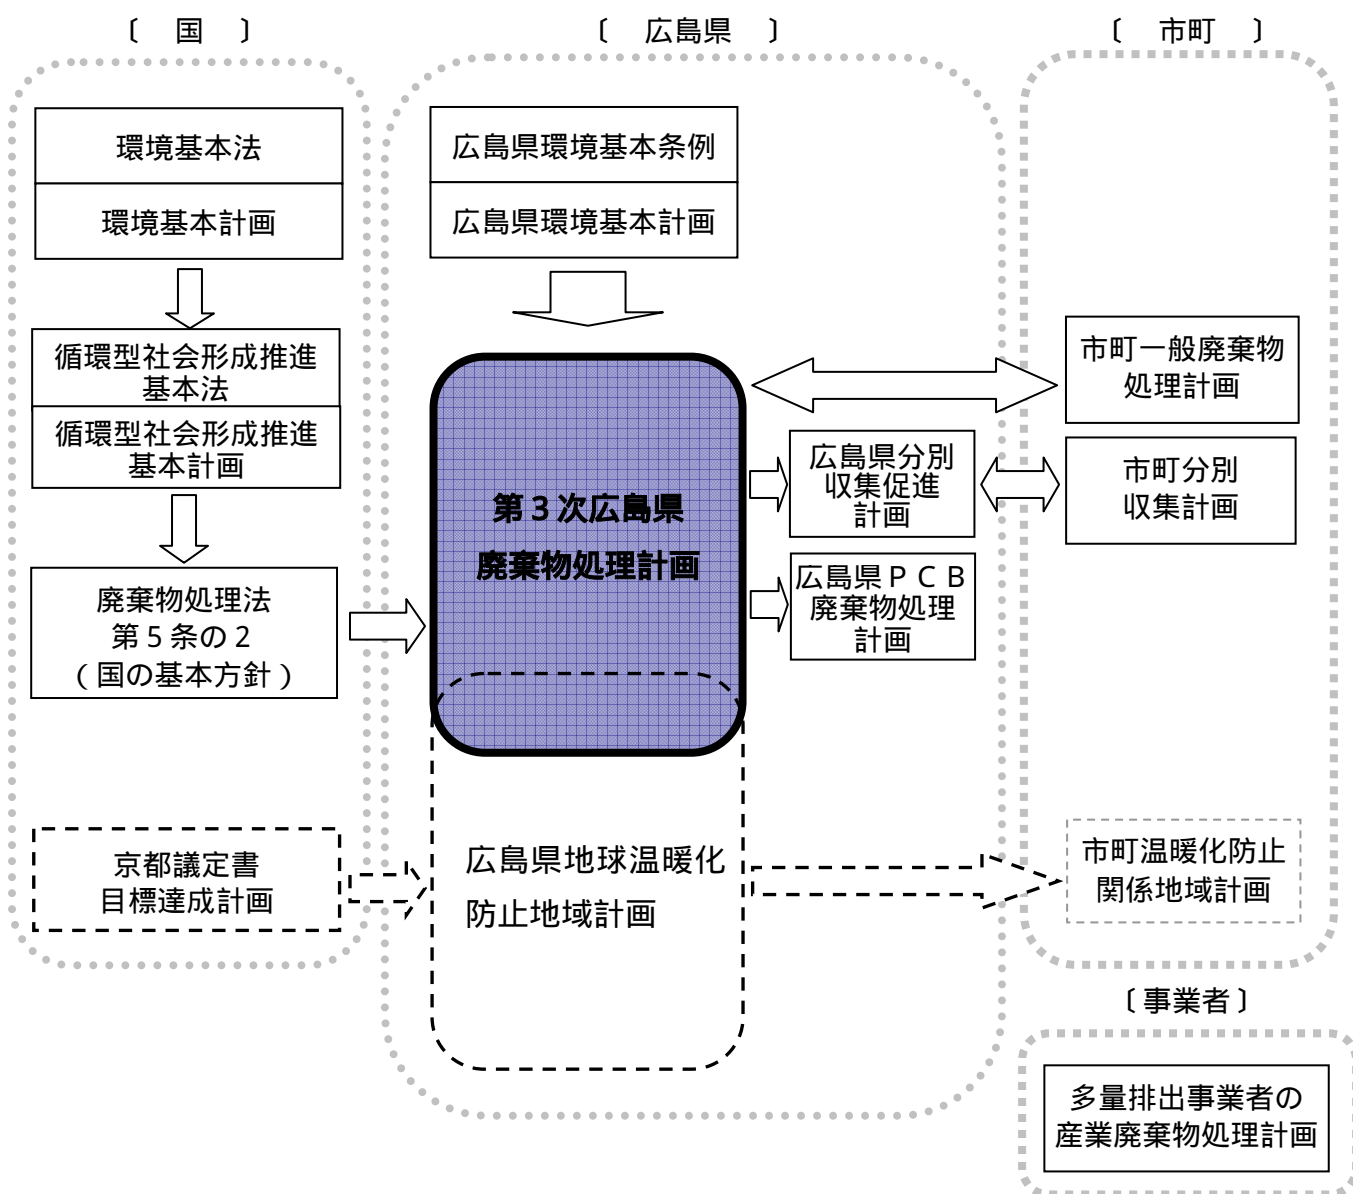 〔　国　〕
〔　広島県　〕
〔　市町　〕
環境基本法
環境基本計画
循環型社会形成推進
基本法
循環型社会形成推進
基本計画
廃棄物処理法
第５条の２
（国の基本方針）
京都議定書
目標達成計画
広島県環境基本条例
広島県環境基本計画
第３次広島県
廃棄物処理計画
広島県分別
収集促進
計画
広島県ＰＣＢ
廃棄物処理
計画
広島県地球温暖化
防止地域計画
市町一般廃棄物
処理計画
市町分別
収集計画
市町温暖化防止
関係地域計画
〔事業者〕
多量排出事業者の
産業廃棄物処理計画